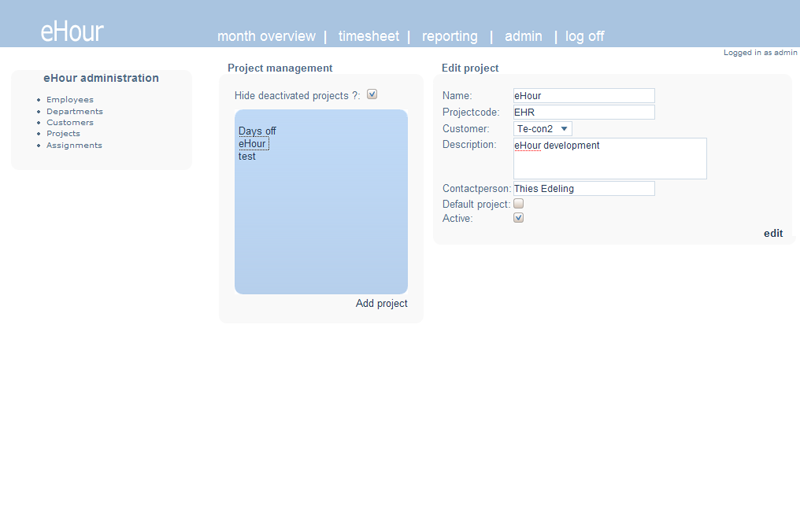 eHour
month overview | timesheet | reporting | admin | log off
Logged in as admin
eHour administration
Employees
Departments
Customers
Projects
Assignments
Project management
Hide deactivated projects ?:
Days off
eHour
test
Add project
Edit project
Name: eHour
Projectcode: EHR
Customer: Te-con2
Description: eHour development
Contactperson: Thies Edeling
Default project:
Active:
edit